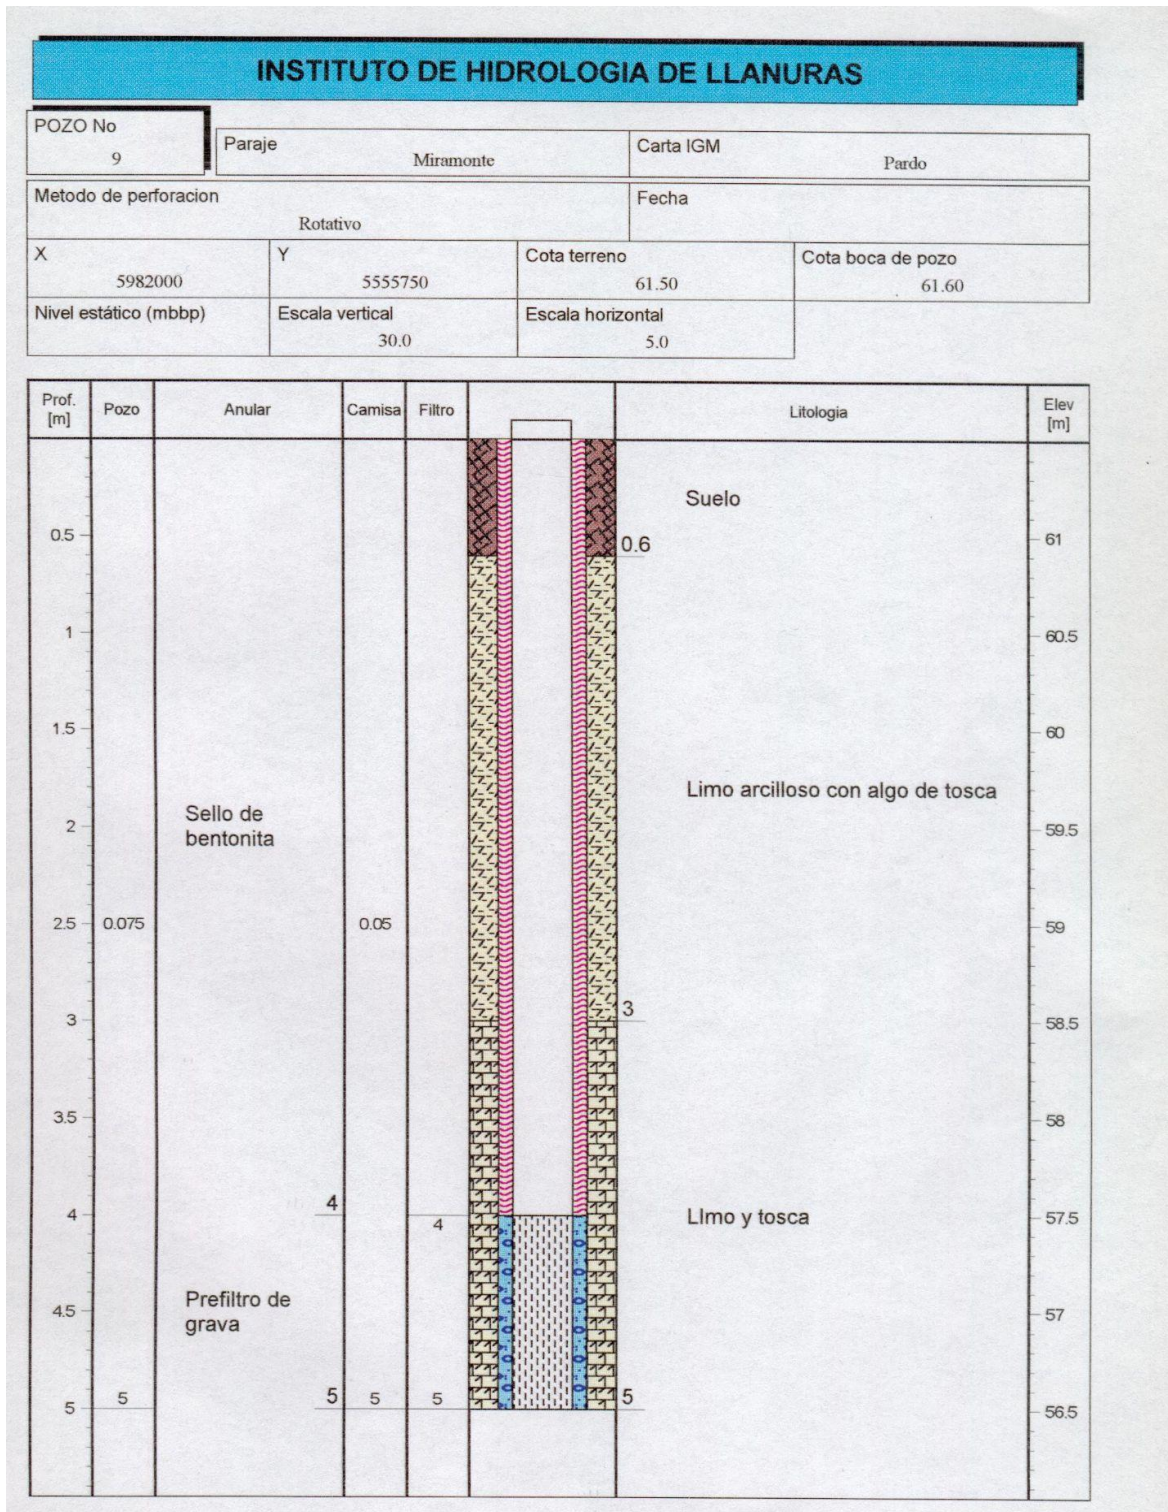 INSTITUTO DE HIDROLOGIA DE LLANURAS
POZO No
9
Paraje
Miramonte
Carta IGM
Pardo
Metodo de perforacion
Rotativo
Fecha
X
5982000
Y
5555750
Cota terreno
61.50
Cota boca de pozo
61.60
Nivel estático (mbbp)
Escala vertical
30.0
Escala horizontal
5.0
Prof.
[m]
Pozo
Anular
Camisa
Filtro
Litologia
Elev
[m]
Suelo
0.5
0.6
61
1
60.5
1.5
60
Limo arcilloso con algo de tosca
Sello de
bentonita
2
59.5
2.5
0.075
0.05
59
3
3
58.5
3.5
58
4
4
4
LImo y tosca
57.5
Prefiltro de
grava
4.5
57
5
5
5
5
5
5
56.5